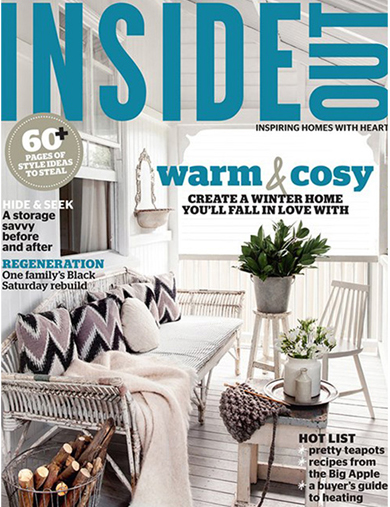 INSIDE OUT
INSPIRING HOMES WITH HEART
60+
PAGES OF
STYLE IDEAS
TO STEAL
warm & cosy
CREATE A WINTER HOME
YOU'LL FALL IN LOVE WITH
HIDE & SEEK
A storage
savvy
before
and after
REGENERATION
One family's Black
Saturday rebuild
HOT LIST
* pretty teapots
* recipes from
the Big Apple
* a buyer's guide
to heating